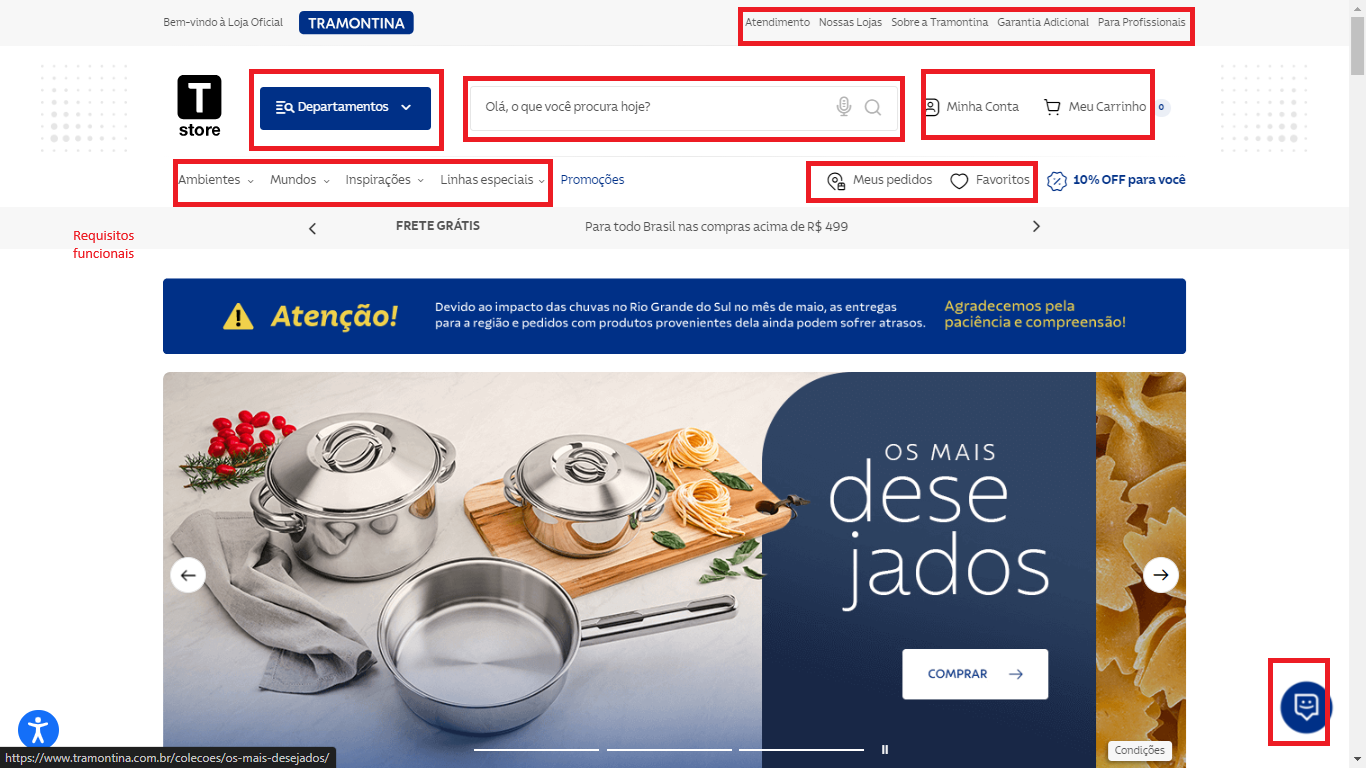 Bem-vindo à Loja Oficial TRAMONTINA Atendimento Nossas Lojas Sobre a Tramontina Garantia Adicional Para Profissionais
T
store
Departamentos
Olá, o que você procura hoje?
Minha Conta Meu Carrinho 0
Ambientes Mundos Inspirações Linhas especiais Promoções Meus pedidos Favoritos 10% OFF para você
FRETE GRÁTIS Para todo Brasil nas compras acima de R$ 499
Requisitos
funcionais
Atenção!
Devido ao impacto das chuvas no Rio Grande do Sul no mês de maio, as entregas
para a região e pedidos com produtos provenientes dela ainda podem sofrer atrasos.
Agradecemos pela
paciência e compreensão!
OS MAIS
dese
jados
COMPRAR
Condições
https://www.tramontina.com.br/colecoes/os-mais-desejados/